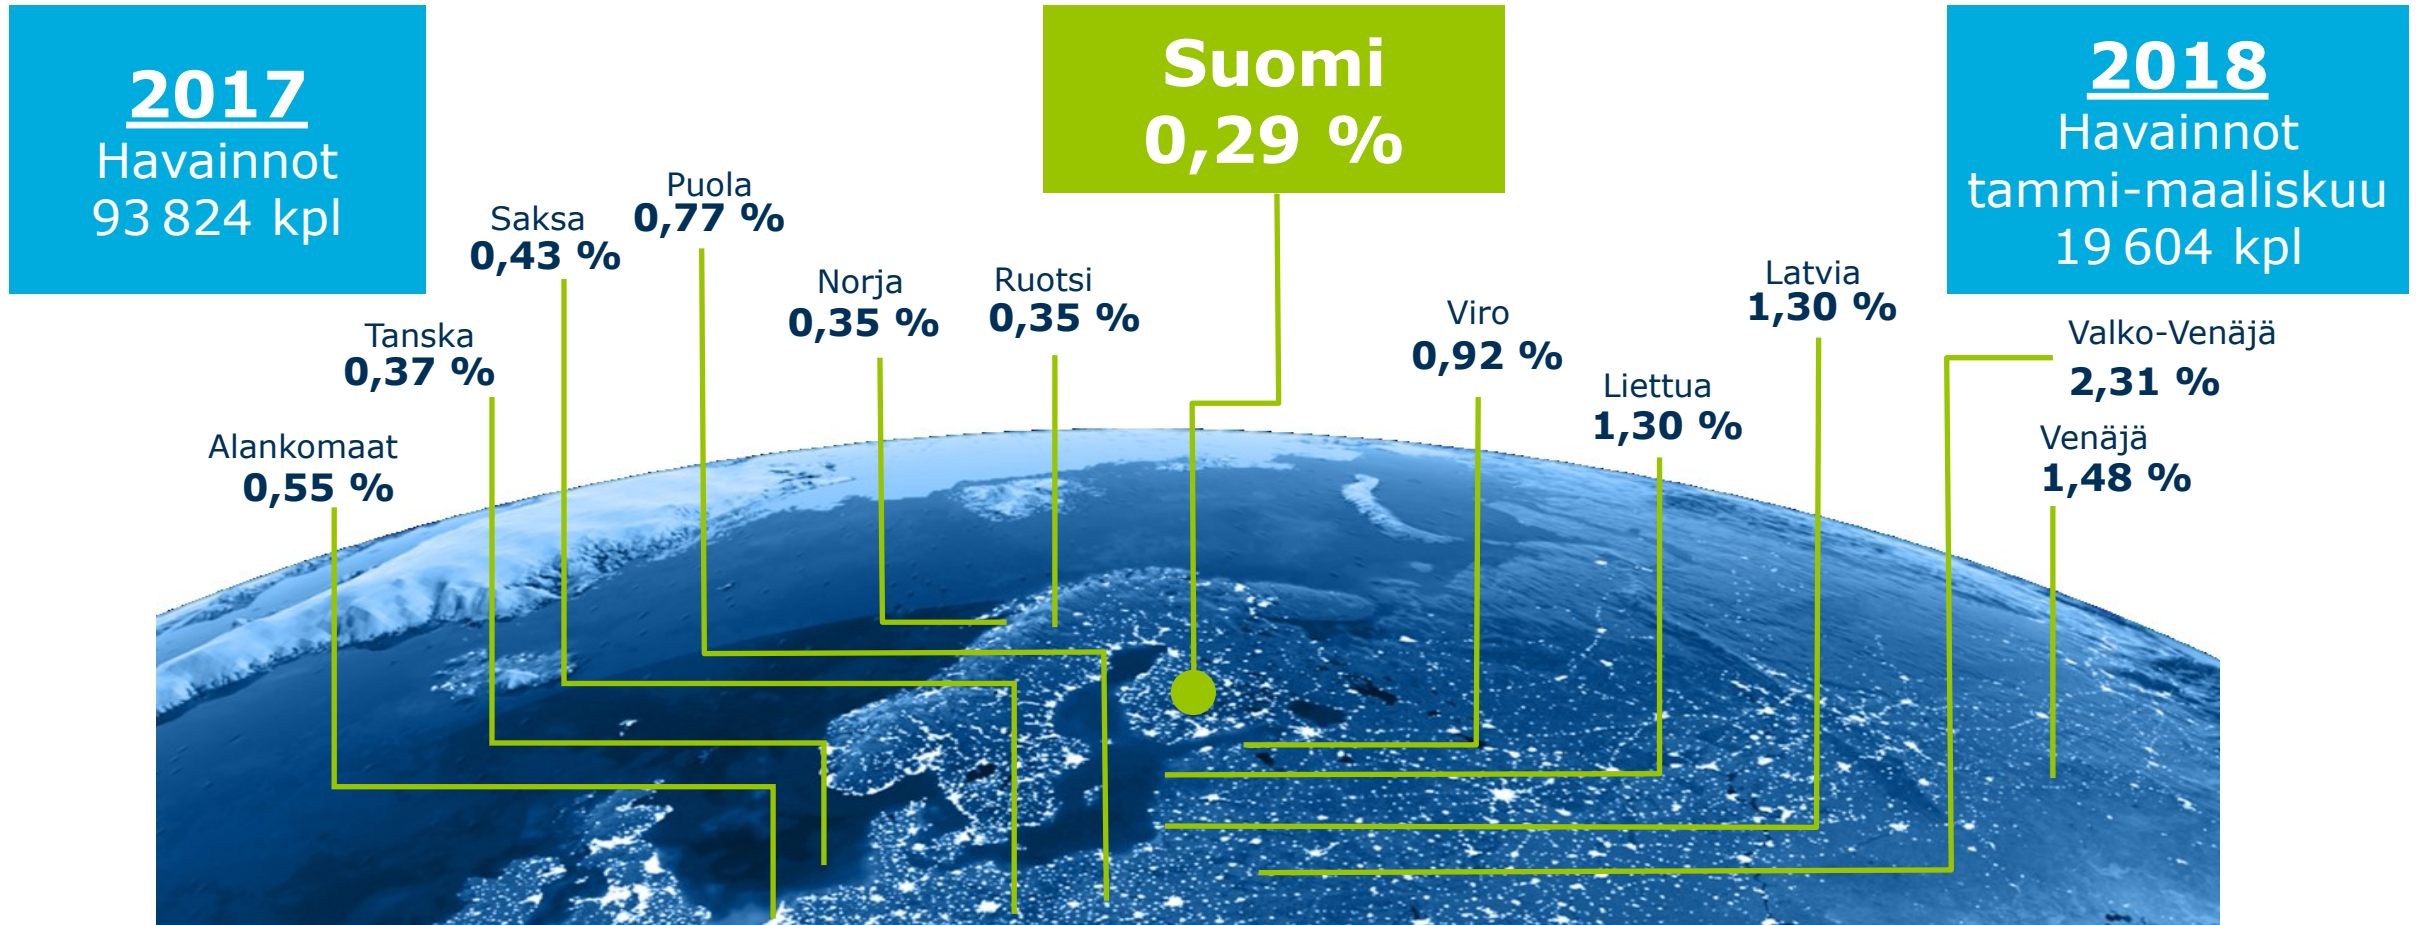 2017
Havainnot
93 824 kpl
Suomi
0,29 %
2018
Havainnot
tammi-maaliskuu
19 604 kpl
Puola
0,77 %
Saksa
0,43 %
Norja
0,35 %
Ruotsi
0,35 %
Tanska
0,37 %
Alankomaat
0,55 %
Viro
0,92 %
Latvia
1,30 %
Liettua
1,30 %
Valko-Venäjä
2,31 %
Venäjä
1,48 %